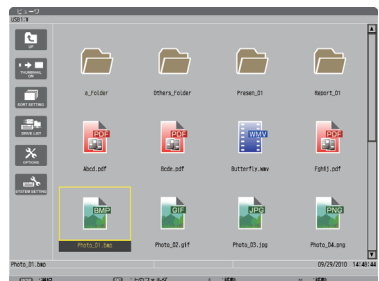 ビューワ
USB1:¥
UP
THUMBNAIL
ON
SORT SETTING
DRIVE LIST
OPTIONS
SYSTEM SETTING
a_Folder
Others_Folder
Presen_01
Report_01
PDF
PDF
WMV
PDF
Abcd.pdf
Bcde.pdf
Butterfly.wmv
Fghij.pdf
BMP
GIF
JPG
PNG
Photo_01.bmp
Photo_02.gif
Photo_03.jpg
Photo_04.png
Photo_01.bmp
09/29/2010 14:48:44